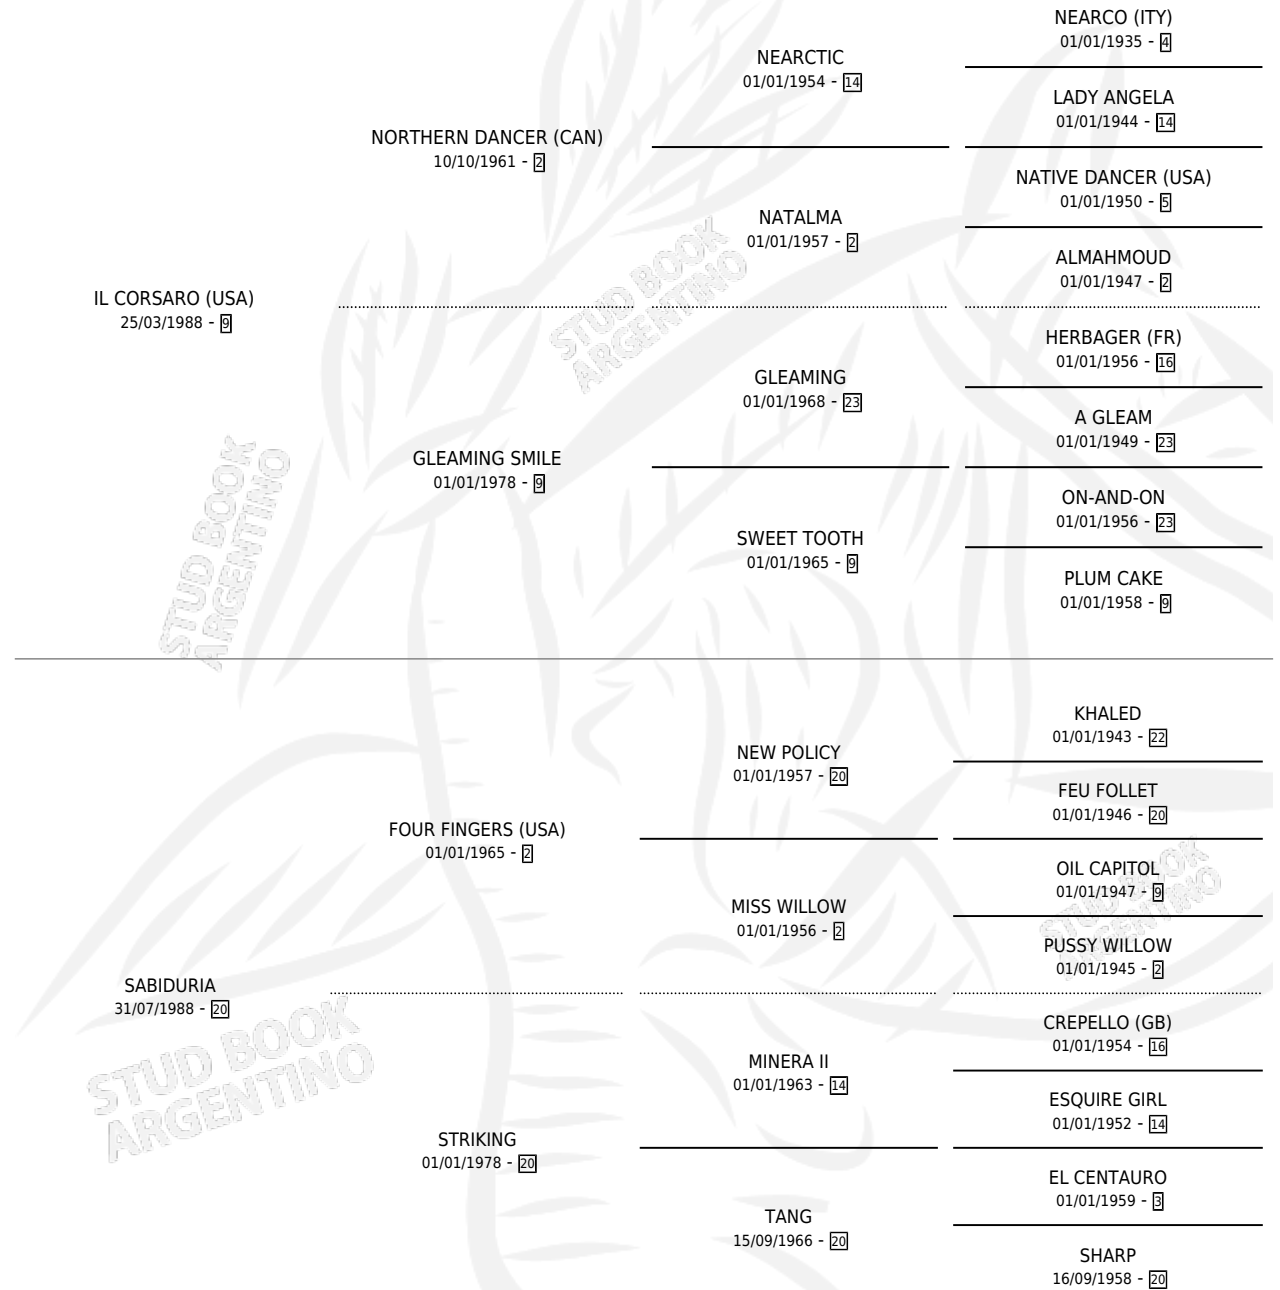 NEARCO (ITY)
01/01/1935 - 4
NEARCTIC
01/01/1954 - 14
LADY ANGELA
01/01/1944 - 14
NORTHERN DANCER (CAN)
10/10/1961 - 2
NATIVE DANCER (USA)
01/01/1950 - 5
NATALMA
01/01/1957 - 2
ALMAHMOUD
01/01/1947 - 2
IL CORSARO (USA)
25/03/1988 - 9
STUD BOOK
ARGENTINO
HERBAGER (FR)
01/01/1956 - 16
GLEAMING
01/01/1968 - 23
A GLEAM
01/01/1949 - 23
GLEAMING SMILE
01/01/1978 - 9
ON-AND-ON
01/01/1956 - 23
SWEET TOOTH
01/01/1965 - 9
PLUM CAKE
01/01/1958 - 9
STUD BOOK
ARGENTINO
KHALED
01/01/1943 - 22
NEW POLICY
01/01/1957 - 20
FEU FOLLET
01/01/1946 - 20
FOUR FINGERS (USA)
01/01/1965 - 2
OIL CAPITOL
01/01/1947 - 9
MISS WILLOW
01/01/1956 - 2
STUD BOOK
ARGENTINO
PUSSY WILLOW
01/01/1945 - 2
SABIDURIA
31/07/1988 - 20
CREPELLO (GB)
01/01/1954 - 16
STUD BOOK
ARGENTINO
MINERA II
01/01/1963 - 14
ESQUIRE GIRL
01/01/1952 - 14
STRIKING
01/01/1978 - 20
EL CENTAURO
01/01/1959 - 3
TANG
15/09/1966 - 20
SHARP
16/09/1958 - 20